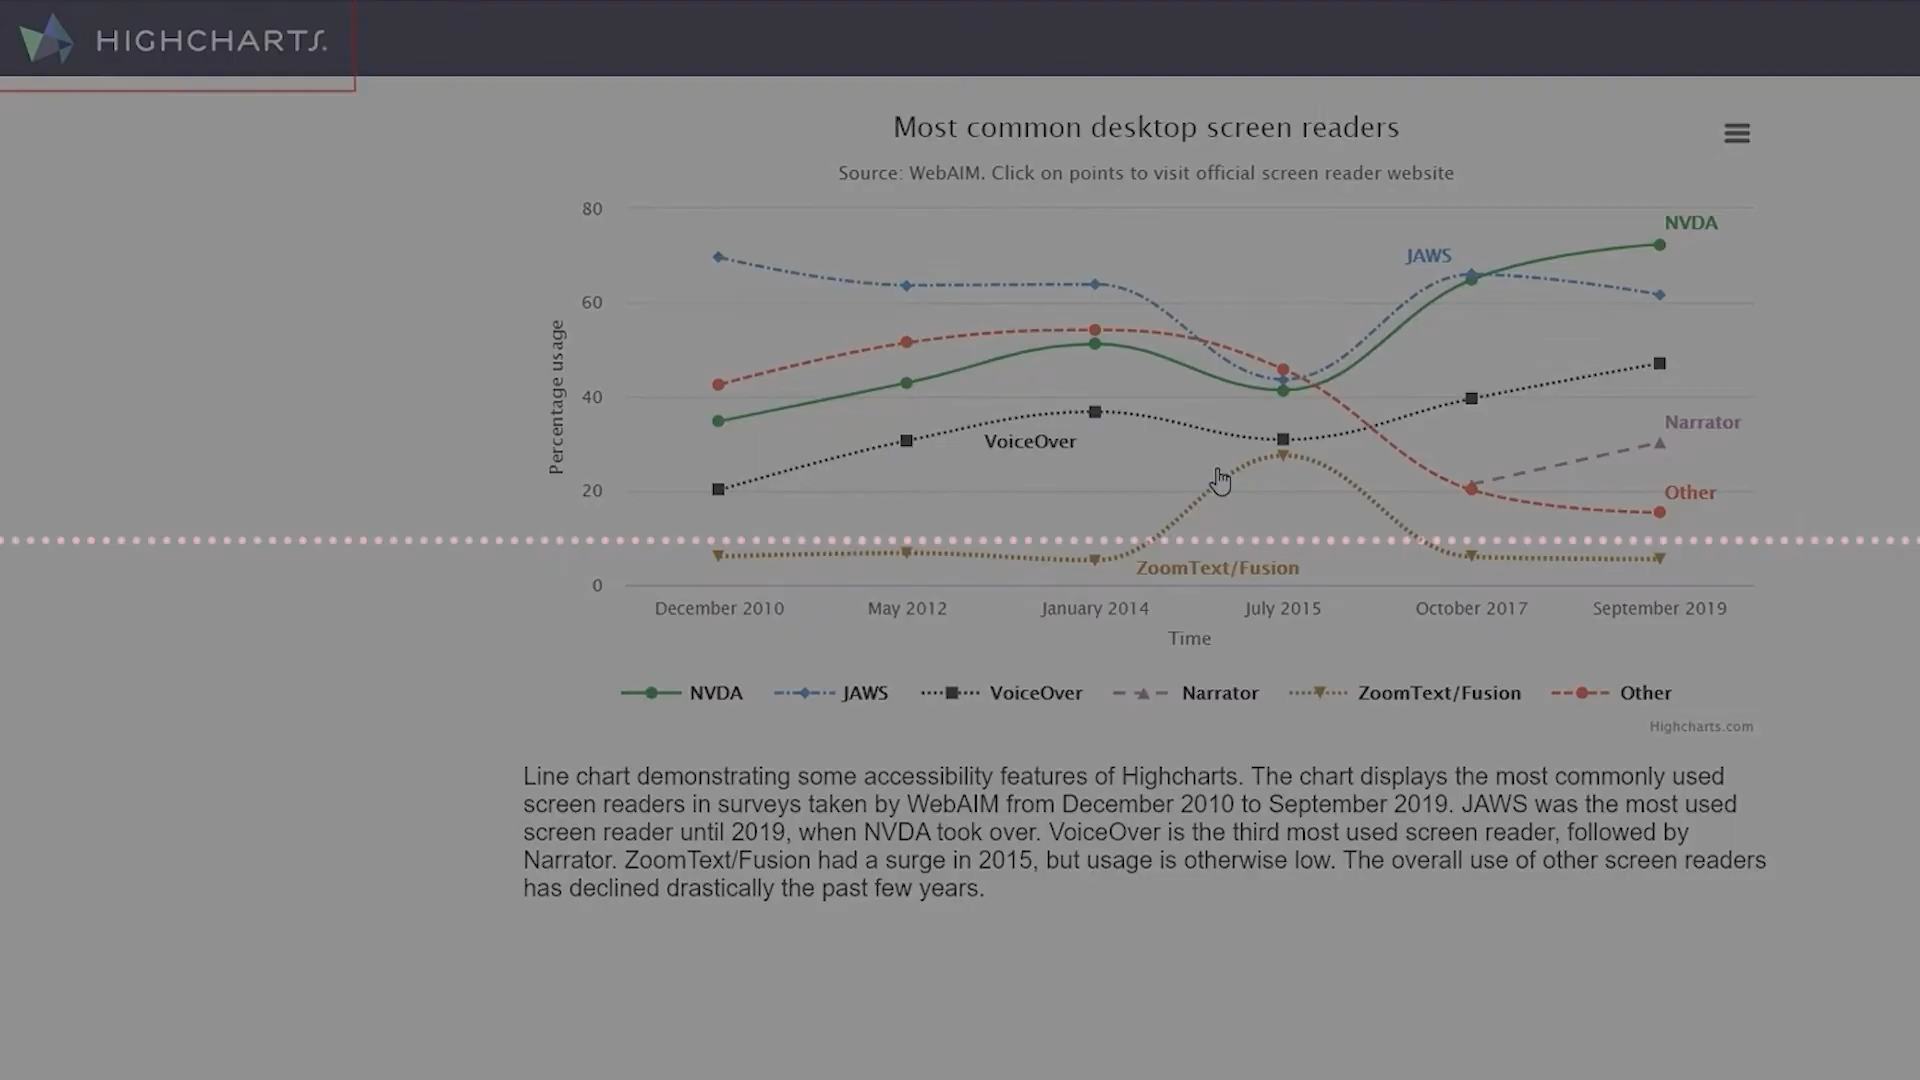 HIGHCHARTS.
Most common desktop screen readers
Source: WebAIM. Click on points to visit official screen reader website
80
60
40
20
0
Percentage usage
NVDA
JAWS
VoiceOver
Narrator
Other
ZoomText/Fusion
December 2010 May 2012 January 2014 July 2015 October 2017 September 2019
Time
NVDA JAWS VoiceOver Narrator ZoomText/Fusion Other
Highcharts.com
Line chart demonstrating some accessibility features of Highcharts. The chart displays the most commonly used
screen readers in surveys taken by WebAIM from December 2010 to September 2019. JAWS was the most used
screen reader until 2019, when NVDA took over. VoiceOver is the third most used screen reader, followed by
Narrator. ZoomText/Fusion had a surge in 2015, but usage is otherwise low. The overall use of other screen readers
has declined drastically the past few years.